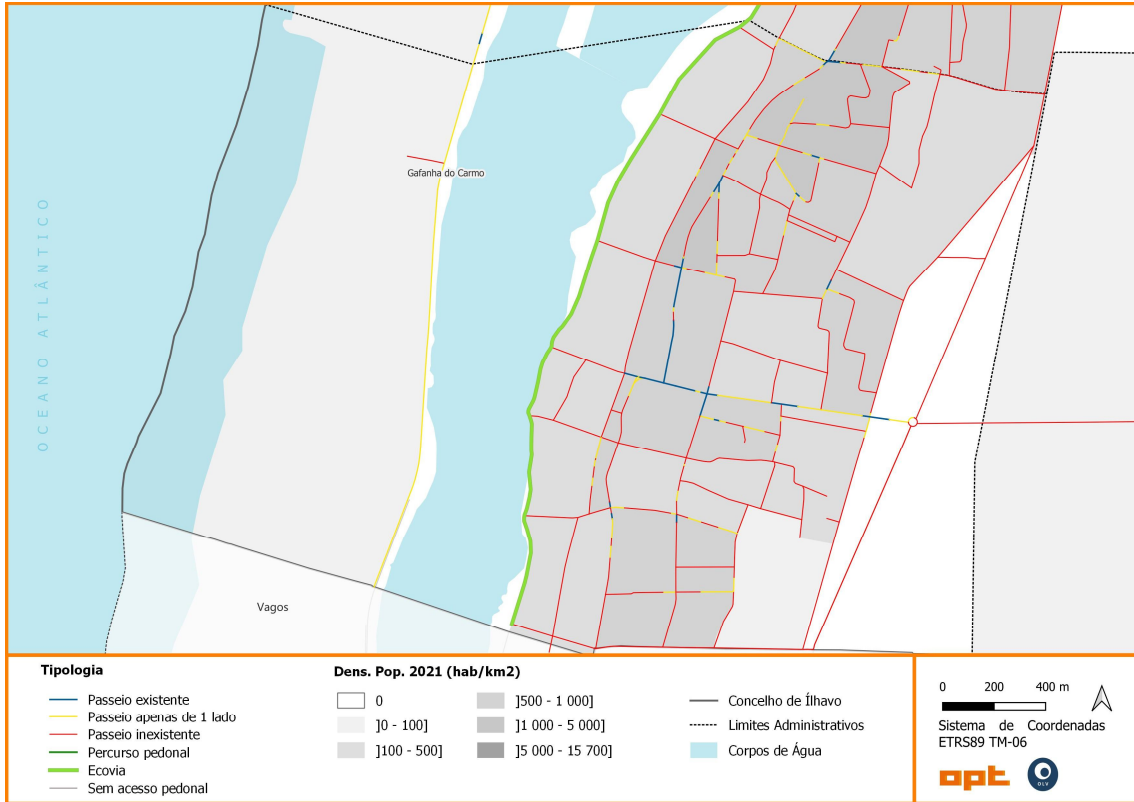 OCEANO ATLÂNTICO
Gafanha do Carmo
Vagos
Tipologia
Passeio existente
Passeio apenas de 1 lado
Passeio inexistente
Percurso pedonal
Ecovia
Sem acesso pedonal
Dens. Pop. 2021 (hab/km2)
0
]0 - 100]
]100 - 500]
]500 - 1 000]
]1 000 - 5 000]
]5 000 - 15 700]
Concelho de Ílhavo
Limites Administrativos
Corpos de Água
0 200 400 m
Sistema de Coordenadas
ETRS89 TM-06
opt
OLV